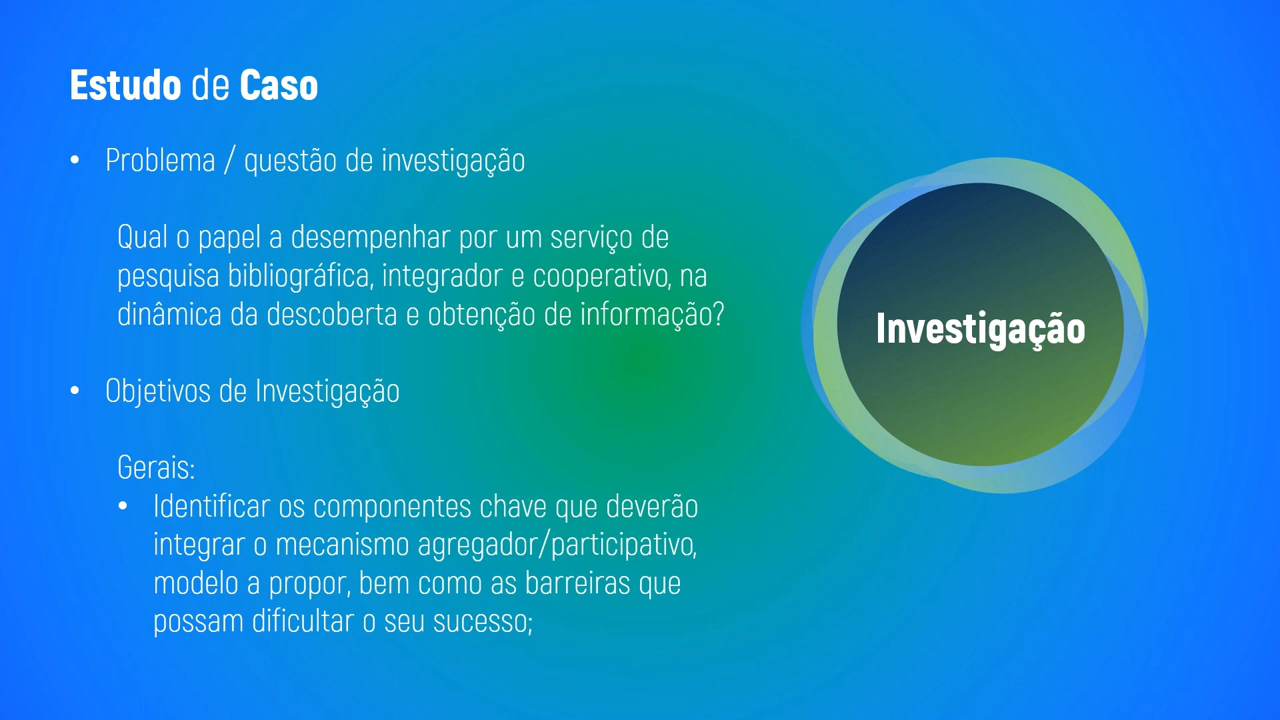 Estudo de Caso
• Problema / questão de investigação
Qual o papel a desempenhar por um serviço de
pesquisa bibliográfica, integrador e cooperativo, na
dinâmica da descoberta e obtenção de informação?
• Objetivos de Investigação
Gerais:
• Identificar os componentes chave que deverão
integrar o mecanismo agregador/participativo,
modelo a propor, bem como as barreiras que
possam dificultar o seu sucesso;
Investigação